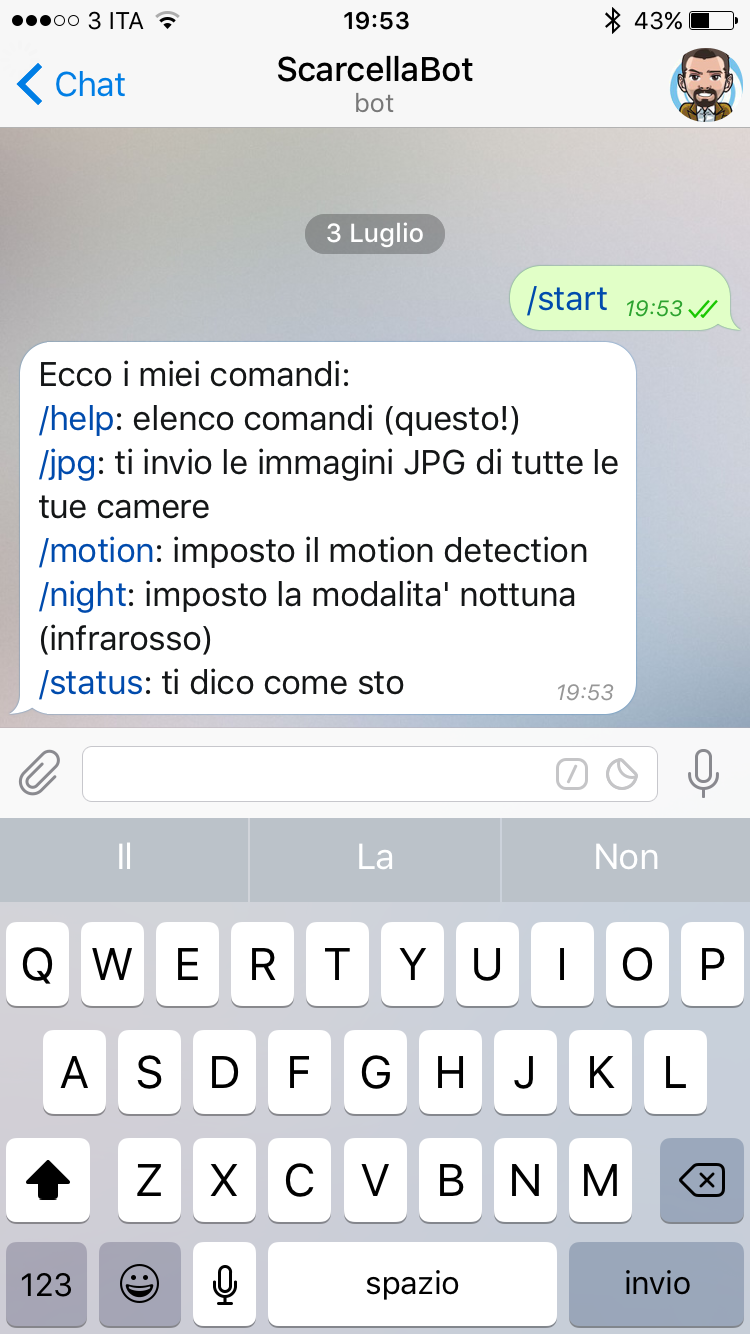 3 ITA 19:53 43%
Chat ScarcellaBot
bot
3 Luglio
/start 19:53
Ecco i miei comandi:
/help: elenco comandi (questo!)
/jpg: ti invio le immagini JPG di tutte le
tue camere
/motion: imposto il motion detection
/night: imposto la modalita' nottuna
(infrarosso)
/status: ti dico come sto 19:53
Il La Non
Q W E R T Y U I O P
A S D F G H J K L
Z X C V B N M
123 spazio invio